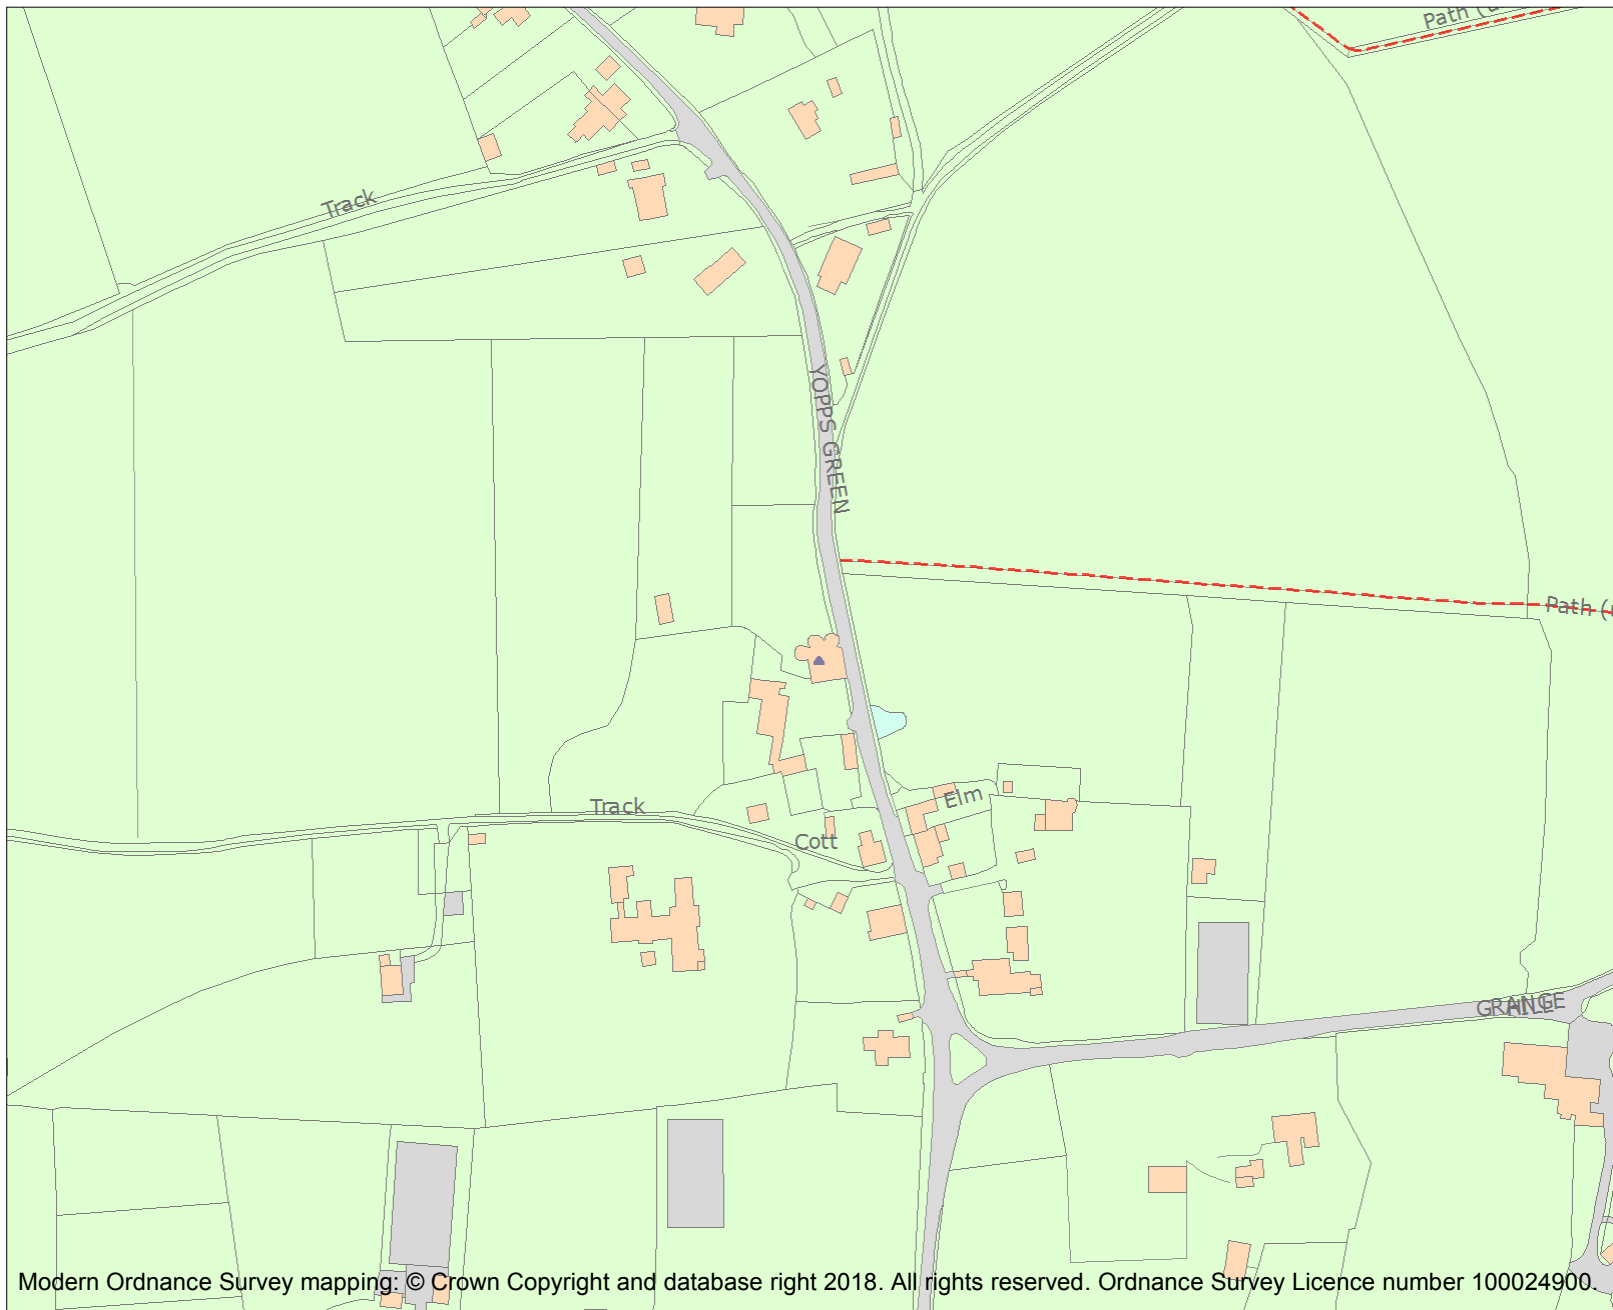 Path (u
Track
YOPPS GREEN
Path (u
Elm
Track
Cott
GRANGE
HILL
Modern Ordnance Survey mapping: © Crown Copyright and database right 2018. All rights reserved. Ordnance Survey Licence number 100024900.